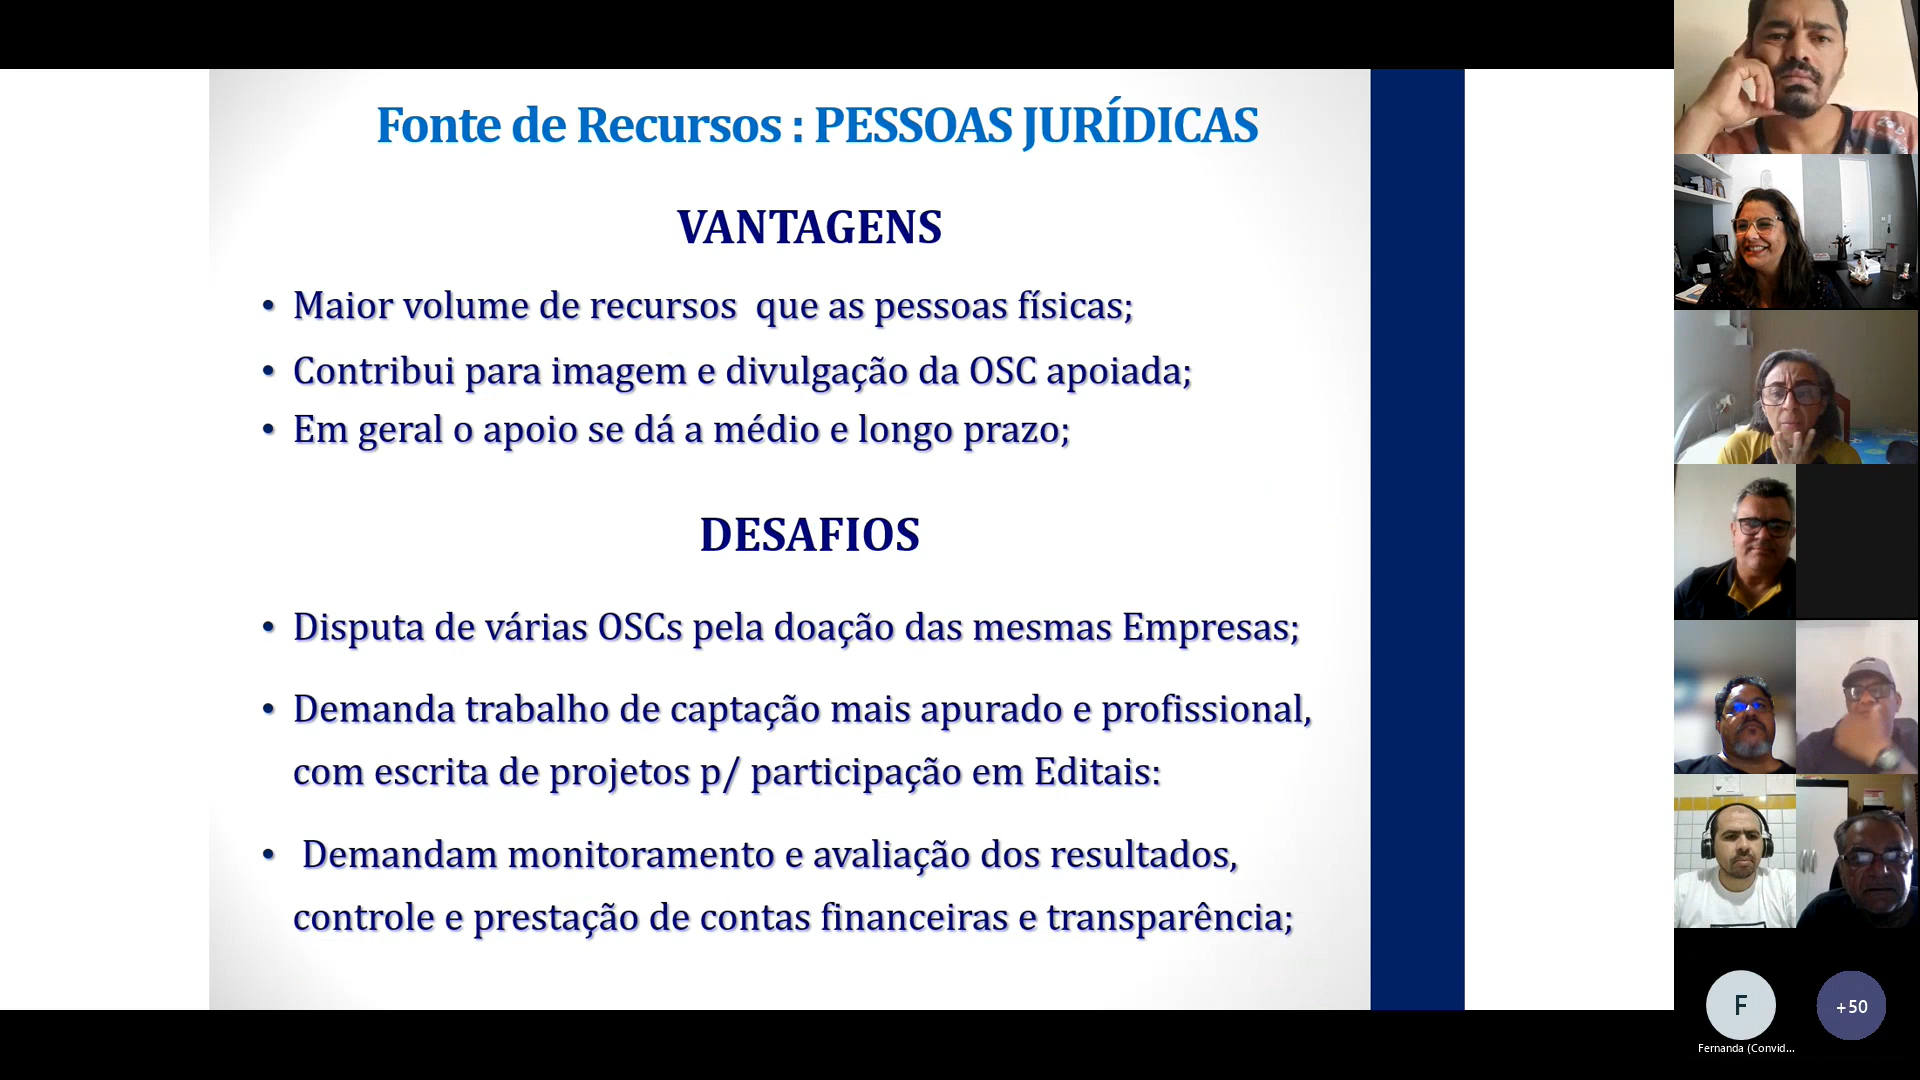 Fonte de Recursos : PESSOAS JURÍDICAS
VANTAGENS
• Maior volume de recursos  que as pessoas físicas;
• Contribui para imagem e divulgação da OSC apoiada;
• Em geral o apoio se dá a médio e longo prazo;
DESAFIOS
• Disputa de várias OSCs pela doação das mesmas Empresas;
• Demanda trabalho de captação mais apurado e profissional,
com escrita de projetos p/ participação em Editais:
• Demandam monitoramento e avaliação dos resultados,
controle e prestação de contas financeiras e transparência;
F
+50
Fernanda (Convid...